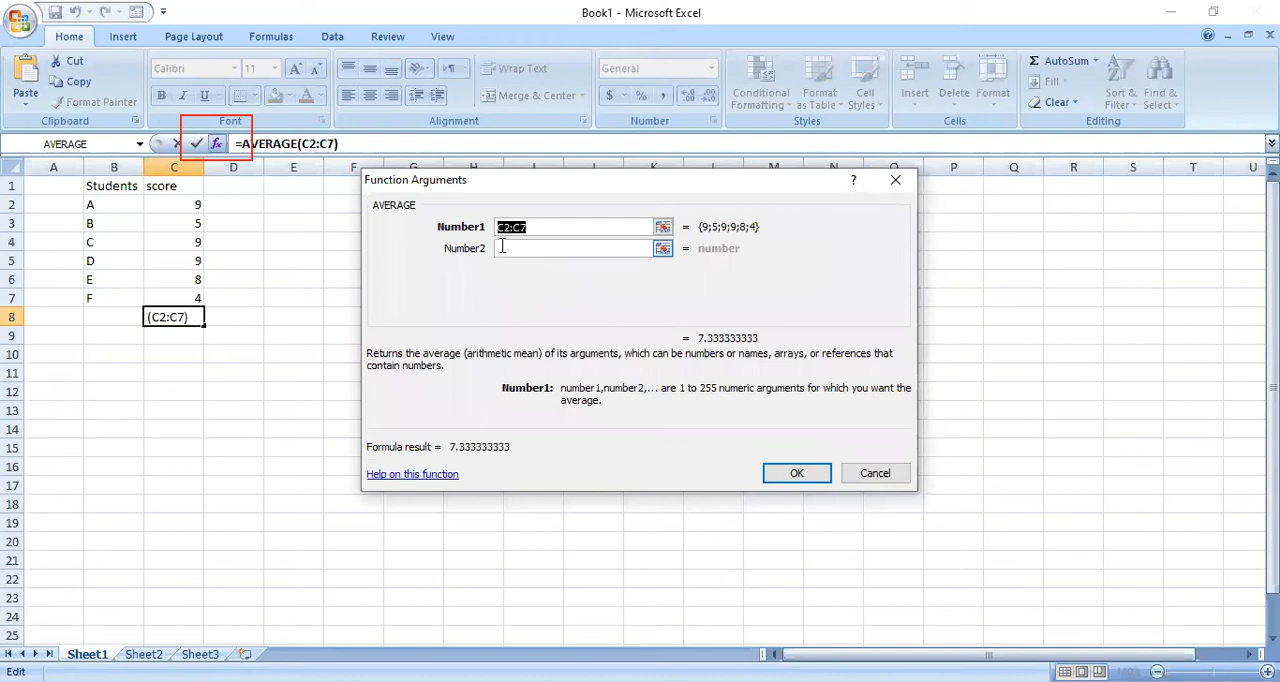 Book1 - Microsoft Excel
Home Insert Page Layout Formulas Data Review View
Paste
Cut
Copy
Format Painter
Clipboard
Calibri 11 A A
B I U A
Font
Wrap Text
Merge & Center
Alignment
General
$ % ,
Number
Conditional Formatting
Format as Table
Cell Styles
Styles
Insert
Delete
Format
Cells
Σ AutoSum
Fill
Clear
Sort & Filter
Find & Select
Editing
AVERAGE fx =AVERAGE(C2:C7)
A B C D E F G H I J K L M N O P Q R S T U
1 Students score
2 A 9
3 B 5
4 C 9
5 D 9
6 E 8
7 F 4
8 (C2:C7)
9
10
11
12
13
14
15
16
17
18
19
20
21
22
23
24
25
Function Arguments ?
AVERAGE
Number1 C2:C7 = {9;5;9;9;8;4}
Number2 = number
= 7.333333333
Returns the average (arithmetic mean) of its arguments, which can be numbers or names, arrays, or references that
contain numbers.
Number1: number1,number2,... are 1 to 255 numeric arguments for which you want the
average.
Formula result = 7.333333333
Help on this function OK Cancel
Sheet1 Sheet2 Sheet3
Edit